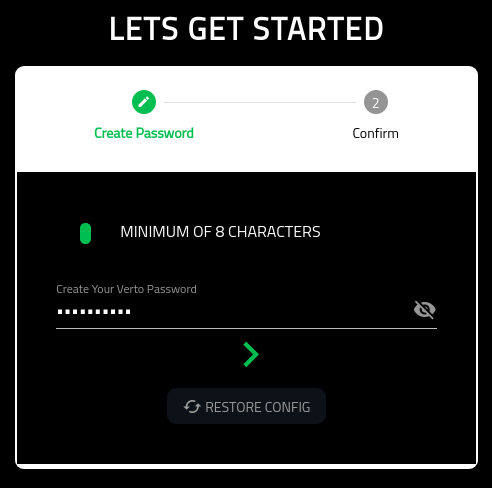 LETS GET STARTED
2
Create Password
Confirm
MINIMUM OF 8 CHARACTERS
Create Your Verto Password
▪▪▪▪▪▪▪▪▪▪
RESTORE CONFIG